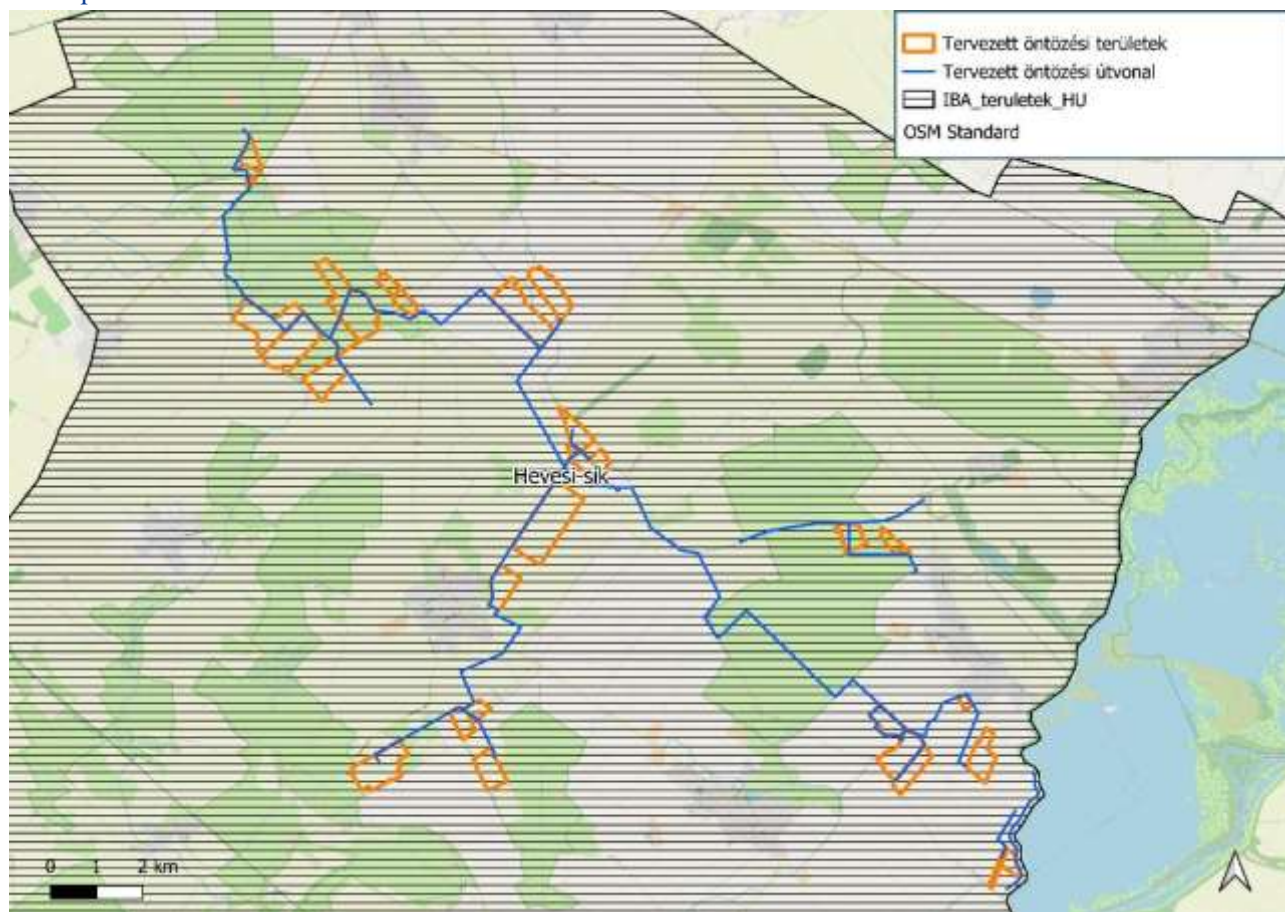 Tervezett öntözési területek
Tervezett öntözési útvonal
IBA_teruletek_HU
OSM Standard
Hevesi-sík
0 1 2 km